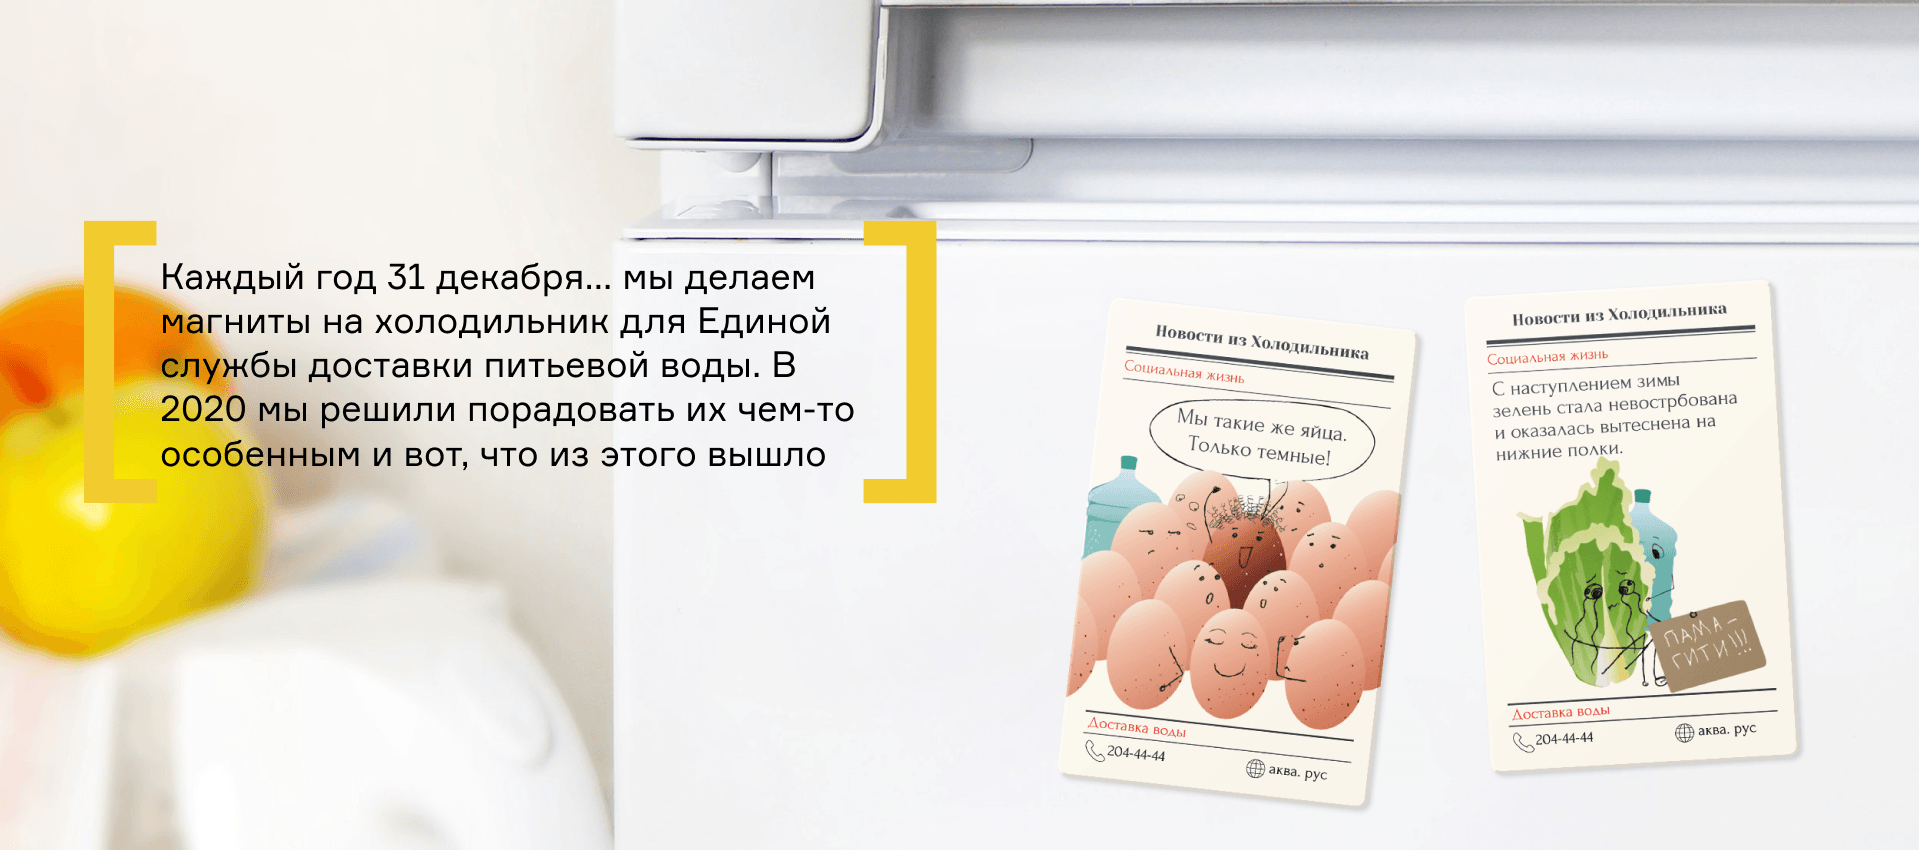 Каждый год 31 декабря... мы делаем
магниты на холодильник для Единой
службы доставки питьевой воды. В
2020 мы решили порадовать их чем-то
особенным и вот, что из этого вышло
Новости из Холодильника
Социальная жизнь
Мы такие же яйца.
Только темные!
Доставка воды
204-44-44
аква. рус
Новости из Холодильника
Социальная жизнь
С наступлением зимы
зелень стала невостр​бована
и оказалась вытеснена на
нижние полки.
ПАМА-
ГИТИ!!!
Доставка воды
204-44-44
аква. рус